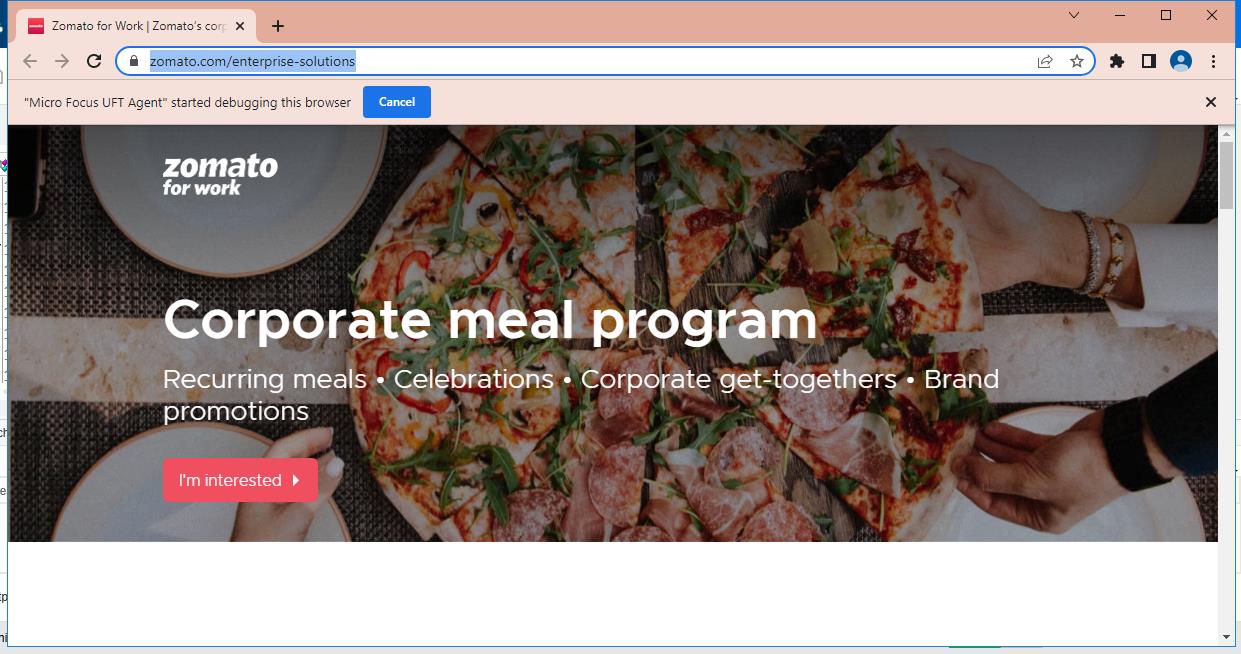 Zomato for Work | Zomato's corp
zomato.com/enterprise-solutions
"Micro Focus UFT Agent" started debugging this browser
Cancel
zomato
for work
Corporate meal program
Recurring meals • Celebrations • Corporate get-togethers • Brand
promotions
I'm interested